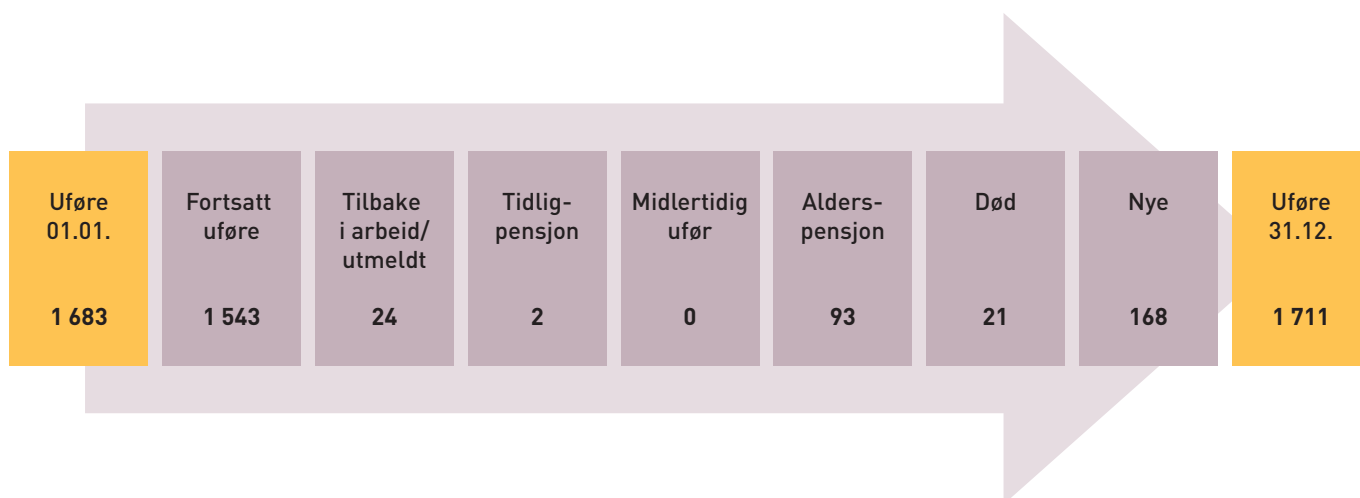 Uføre
01.01.
1 683
Fortsatt
uføre
1 543
Tilbake
i arbeid/
utmeldt
24
Tidlig-
pensjon
2
Midlertidig
ufør
0
Alders-
pensjon
93
Død
21
Nye
168
Uføre
31.12.
1 711